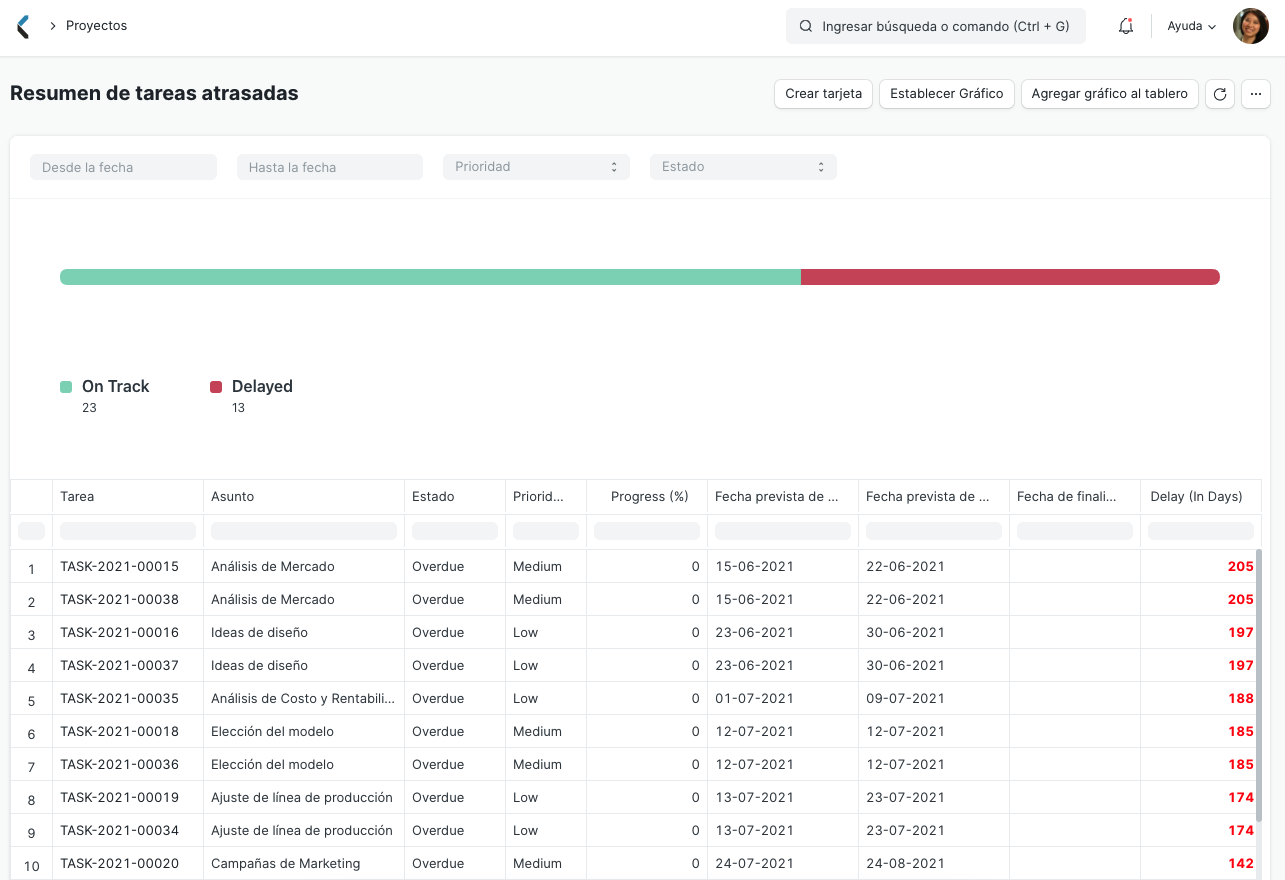 Proyectos
Ingresar búsqueda o comando (Ctrl + G)
Ayuda
Resumen de tareas atrasadas
Crear tarjeta
Establecer Gráfico
Agregar gráfico al tablero
Desde la fecha
Hasta la fecha
Prioridad
Estado
On Track
23
Delayed
13
Tarea Asunto Estado Priorid... Progress (%) Fecha prevista de ... Fecha prevista de ... Fecha de finali... Delay (In Days)
1 TASK-2021-00015 Análisis de Mercado Overdue Medium 0 15-06-2021 22-06-2021 205
2 TASK-2021-00038 Análisis de Mercado Overdue Medium 0 15-06-2021 22-06-2021 205
3 TASK-2021-00016 Ideas de diseño Overdue Low 0 23-06-2021 30-06-2021 197
4 TASK-2021-00037 Ideas de diseño Overdue Low 0 23-06-2021 30-06-2021 197
5 TASK-2021-00035 Análisis de Costo y Rentabili... Overdue Low 0 01-07-2021 09-07-2021 188
6 TASK-2021-00018 Elección del modelo Overdue Medium 0 12-07-2021 12-07-2021 185
7 TASK-2021-00036 Elección del modelo Overdue Medium 0 12-07-2021 12-07-2021 185
8 TASK-2021-00019 Ajuste de línea de producción Overdue Low 0 13-07-2021 23-07-2021 174
9 TASK-2021-00034 Ajuste de línea de producción Overdue Low 0 13-07-2021 23-07-2021 174
10 TASK-2021-00020 Campañas de Marketing Overdue Medium 0 24-07-2021 24-08-2021 142